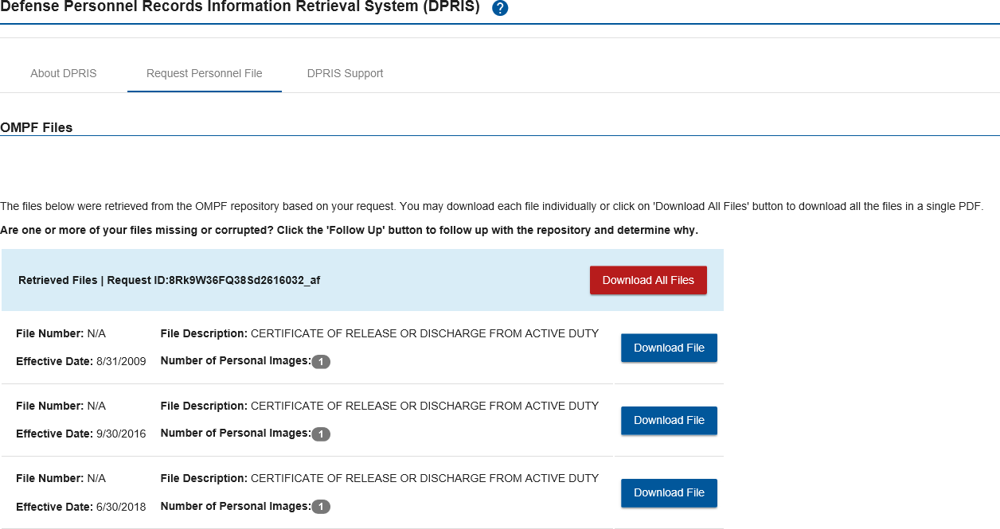 Defense Personnel Records Information Retrieval System (DPRIS) ?
About DPRIS Request Personnel File DPRIS Support
OMPF Files
The files below were retrieved from the OMPF repository based on your request. You may download each file individually or click on 'Download All Files' button to download all the files in a single PDF.
Are one or more of your files missing or corrupted? Click the 'Follow Up' button to follow up with the repository and determine why.
Retrieved Files | Request ID:8Rk9W36FQ38Sd2616032_af Download All Files
File Number: N/A File Description: CERTIFICATE OF RELEASE OR DISCHARGE FROM ACTIVE DUTY
Download File
Effective Date: 8/31/2009 Number of Personal Images: 1
File Number: N/A File Description: CERTIFICATE OF RELEASE OR DISCHARGE FROM ACTIVE DUTY
Download File
Effective Date: 9/30/2016 Number of Personal Images: 1
File Number: N/A File Description: CERTIFICATE OF RELEASE OR DISCHARGE FROM ACTIVE DUTY
Download File
Effective Date: 6/30/2018 Number of Personal Images: 1